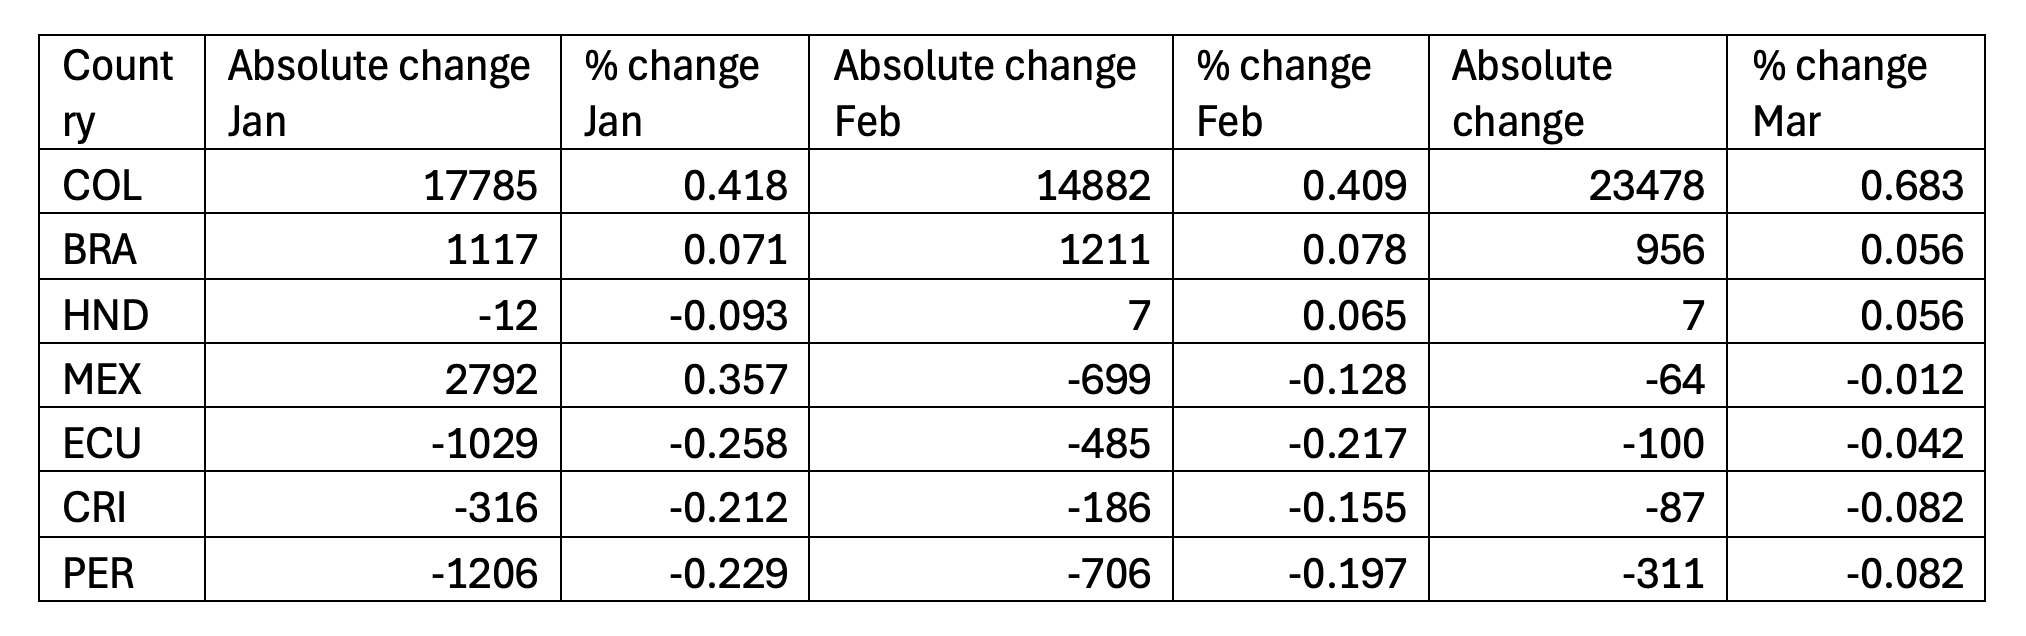 Count Absolute change % change Absolute change % change Absolute % change
ry Jan Jan Feb Feb change Mar
COL 17785 0.418 14882 0.409 23478 0.683
BRA 1117 0.071 1211 0.078 956 0.056
HND -12 -0.093 7 0.065 7 0.056
MEX 2792 0.357 -699 -0.128 -64 -0.012
ECU -1029 -0.258 -485 -0.217 -100 -0.042
CRI -316 -0.212 -186 -0.155 -87 -0.082
PER -1206 -0.229 -706 -0.197 -311 -0.082